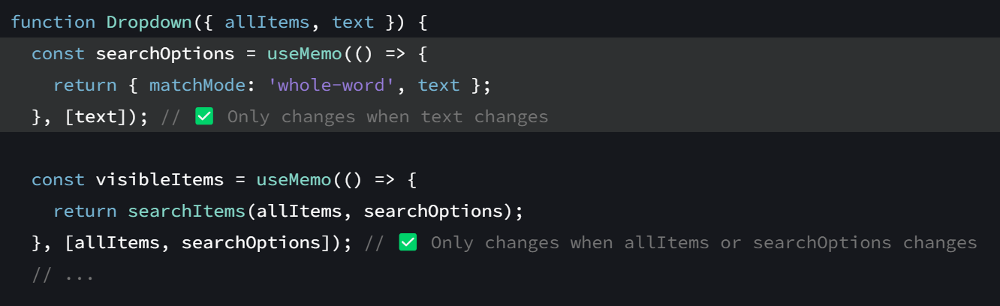 function Dropdown({ allItems, text }) {
  const searchOptions = useMemo(() => {
    return { matchMode: 'whole-word', text };
  }, [text]); // ✅ Only changes when text changes

  const visibleItems = useMemo(() => {
    return searchItems(allItems, searchOptions);
  }, [allItems, searchOptions]); // ✅ Only changes when allItems or searchOptions changes
  // ...